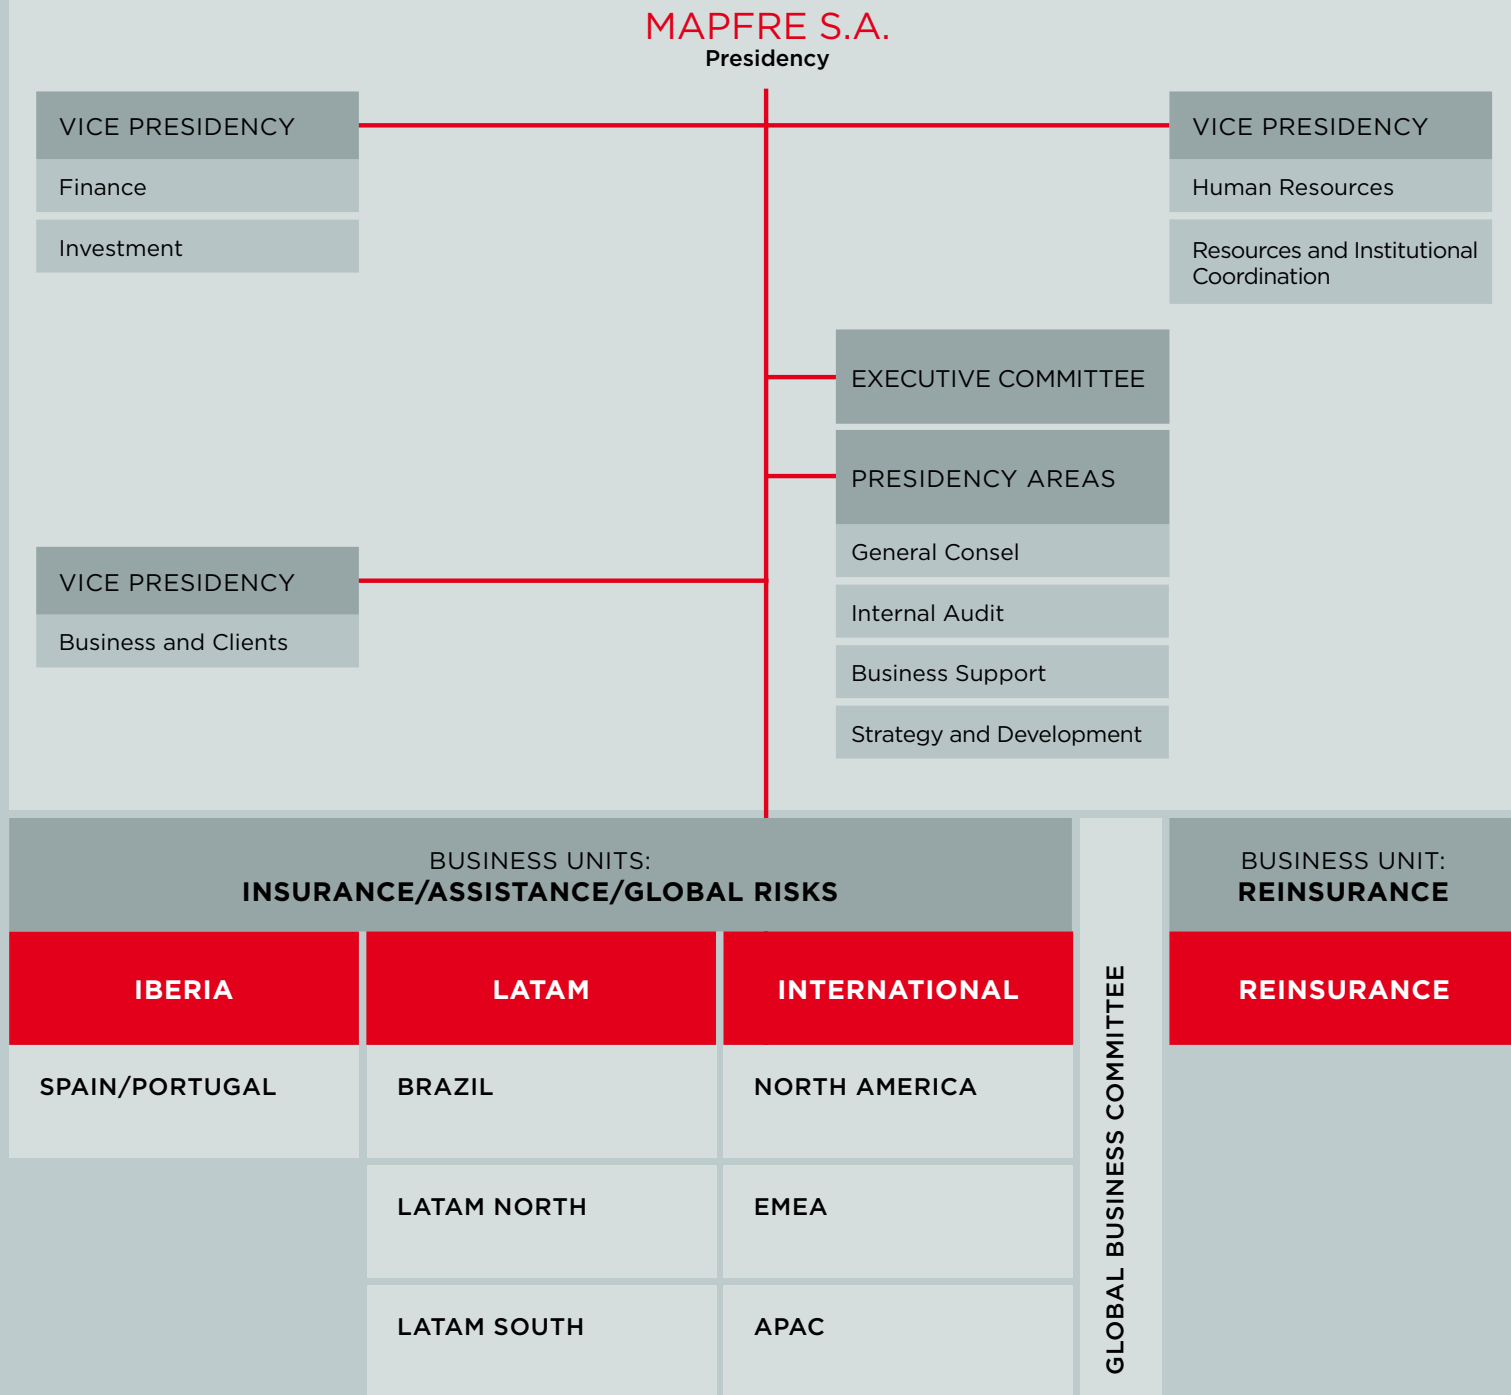 MAPFRE S.A.
Presidency
VICE PRESIDENCY
Finance
Investment
VICE PRESIDENCY
Human Resources
Resources and Institutional
Coordination
EXECUTIVE COMMITTEE
PRESIDENCY AREAS
General Consel
Internal Audit
Business Support
Strategy and Development
VICE PRESIDENCY
Business and Clients
BUSINESS UNITS:
INSURANCE/ASSISTANCE/GLOBAL RISKS
IBERIA
SPAIN/PORTUGAL
LATAM
BRAZIL
LATAM NORTH
LATAM SOUTH
INTERNATIONAL
NORTH AMERICA
EMEA
APAC
GLOBAL BUSINESS COMMITTEE
BUSINESS UNIT:
REINSURANCE
REINSURANCE